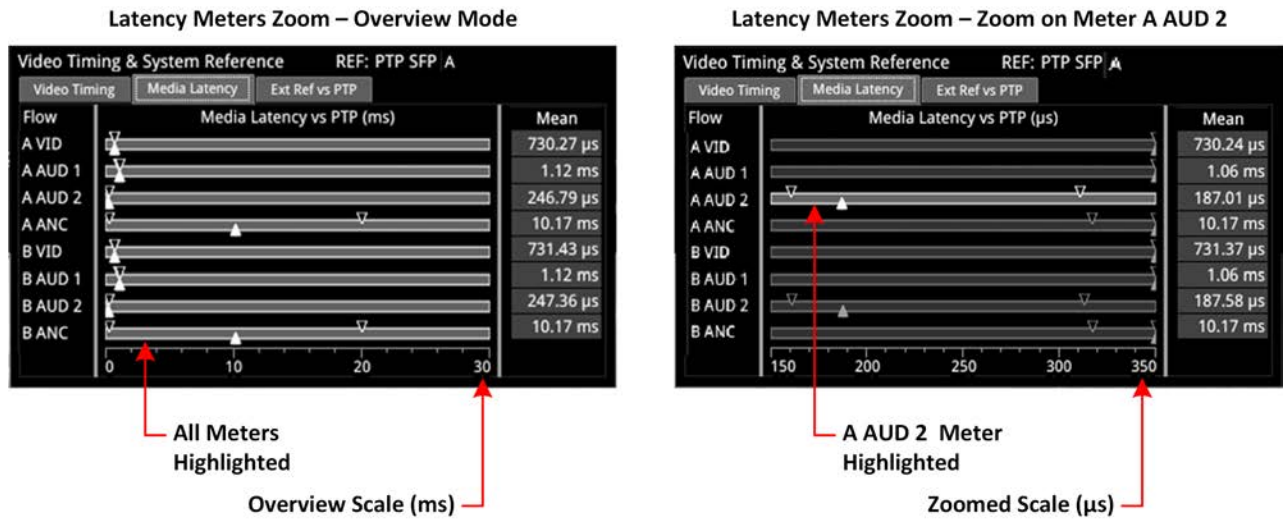 Latency Meters Zoom – Overview Mode
Video Timing & System Reference REF: PTP SFP A
Video Timing Media Latency Ext Ref vs PTP
Flow Media Latency vs PTP (ms) Mean
A VID 730.27 µs
A AUD 1 1.12 ms
A AUD 2 246.79 µs
A ANC 10.17 ms
B VID 731.43 µs
B AUD 1 1.12 ms
B AUD 2 247.36 µs
B ANC 10.17 ms
0 10 20 30
All Meters
Highlighted
Overview Scale (ms)
Latency Meters Zoom – Zoom on Meter A AUD 2
Video Timing & System Reference REF: PTP SFP A
Video Timing Media Latency Ext Ref vs PTP
Flow Media Latency vs PTP (µs) Mean
A VID 730.24 µs
A AUD 1 1.06 ms
A AUD 2 187.01 µs
A ANC 10.17 ms
B VID 731.37 µs
B AUD 1 1.06 ms
B AUD 2 187.58 µs
B ANC 10.17 ms
150 200 250 300 350
A AUD 2 Meter
Highlighted
Zoomed Scale (µs)